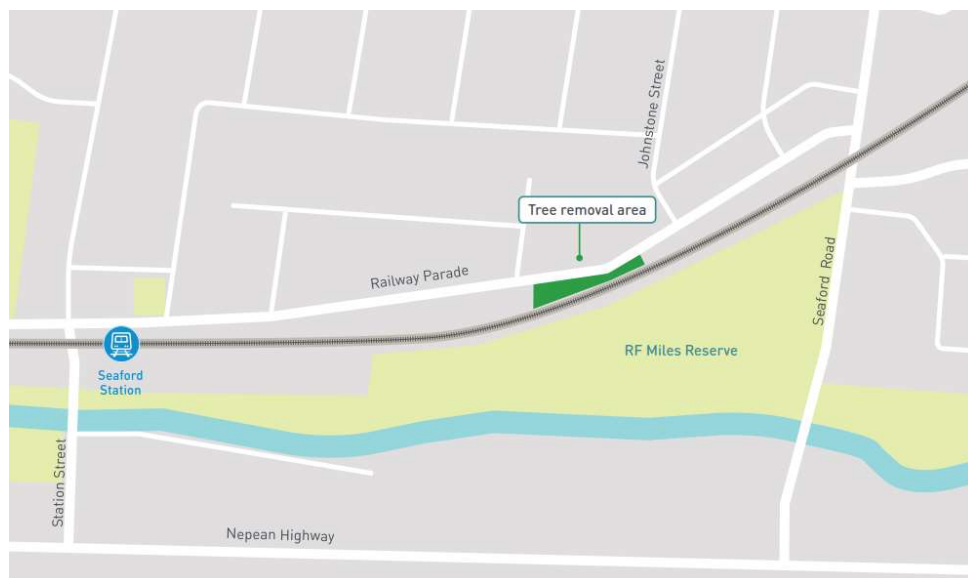 Johnstone Street
Tree removal area
Railway Parade
Seaford Road
RF Miles Reserve
Seaford
Station
Station Street
Nepean Highway